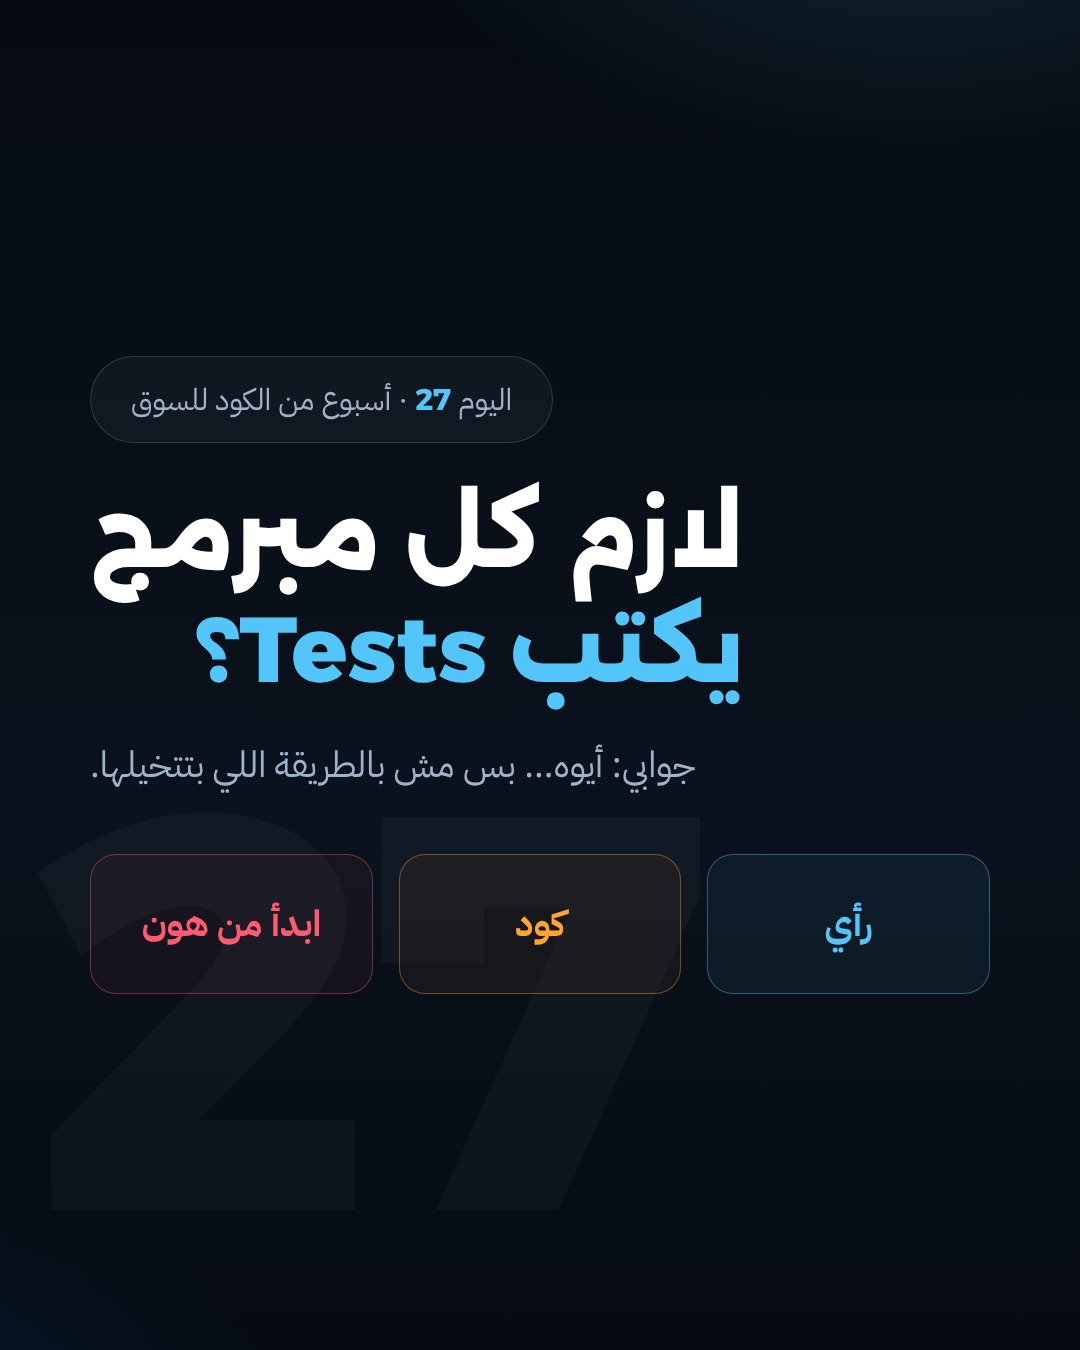 اليوم 27 · أسبوع من الكود للسوق
لازم كل مبرمج
يكتب Tests؟
جوابي: أيوه... بس مش بالطريقة اللي بتتخيلها.
رأي
كود
ابدأ من هون
27